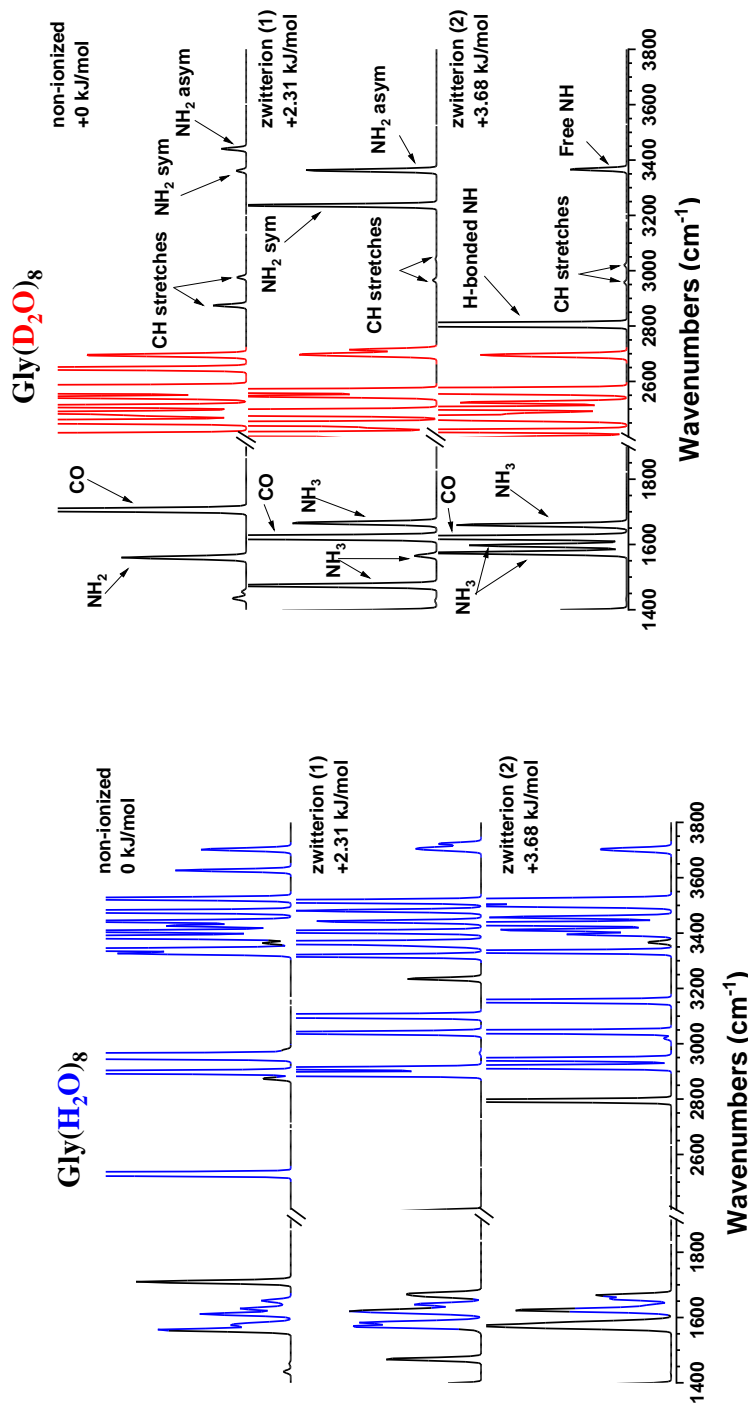 Gly(H₂O)₈
non-ionized
0 kJ/mol
zwitterion (1)
+2.31 kJ/mol
zwitterion (2)
+3.68 kJ/mol
1400 1600 1800 2600 2800 3000 3200 3400 3600 3800
Wavenumbers (cm⁻¹)
Gly(D₂O)₈
non-ionized
+0 kJ/mol
NH₂
CO
CH stretches
NH₂ sym
NH₂ asym
zwitterion (1)
+2.31 kJ/mol
NH₃
CO
NH₃
CH stretches
NH₂ sym
NH₂ asym
zwitterion (2)
+3.68 kJ/mol
NH₃
CO
NH₃
H-bonded NH
CH stretches
Free NH
1400 1600 1800 2600 2800 3000 3200 3400 3600 3800
Wavenumbers (cm⁻¹)